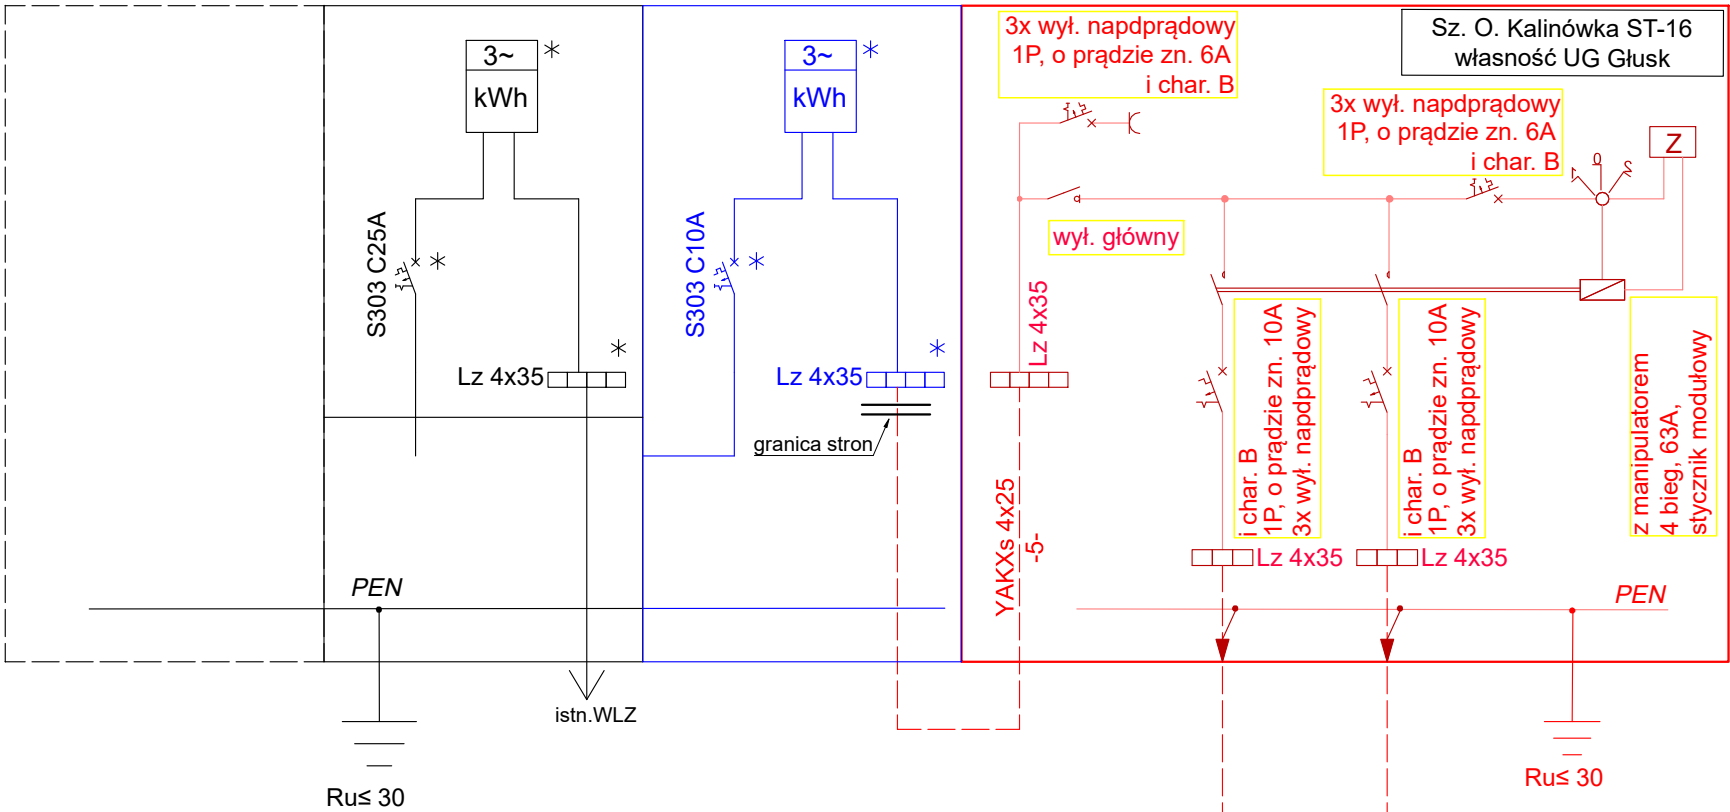 3~
kWh
S303 C25A
Lz 4x35
PEN
Ru≤ 30
istn.WLZ
3~
kWh
S303 C10A
Lz 4x35
granica stron
3x wył. napdprądowy
1P, o prądzie zn. 6A
i char. B
Sz. O. Kalinówka ST-16
własność UG Głusk
3x wył. napdprądowy
1P, o prądzie zn. 6A
i char. B
1
0
2
Z
wył. główny
Lz 4x35
YAKXs 4x25
-5-
i char. B
1P, o prądzie zn. 10A
3x wył. napdprądowy
i char. B
1P, o prądzie zn. 10A
3x wył. napdprądowy
z manipulatorem
4 bieg, 63A,
stycznik modułowy
Lz 4x35
Lz 4x35
PEN
Ru≤ 30